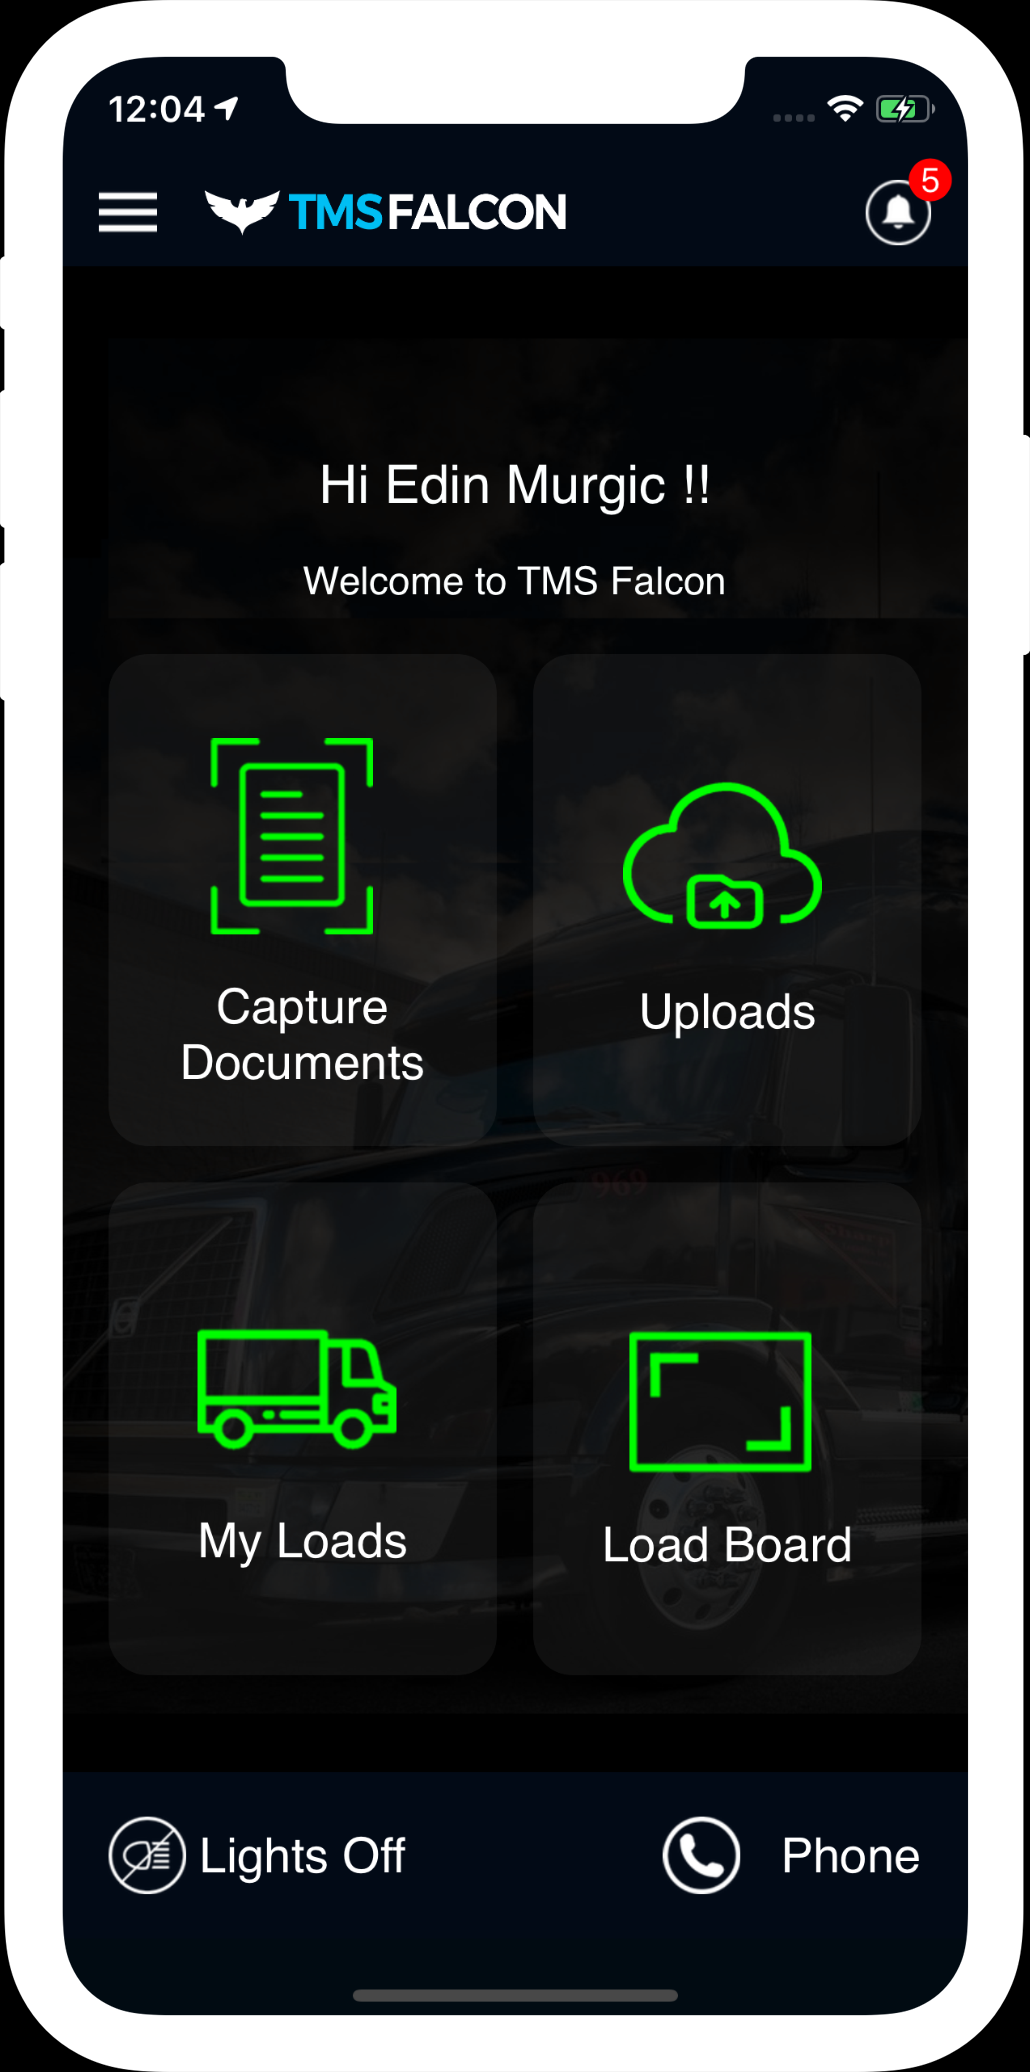 12:04
TMSFALCON
5
Hi Edin Murgic !!
Welcome to TMS Falcon
Capture
Documents
Uploads
969
My Loads
Load Board
Lights Off
Phone